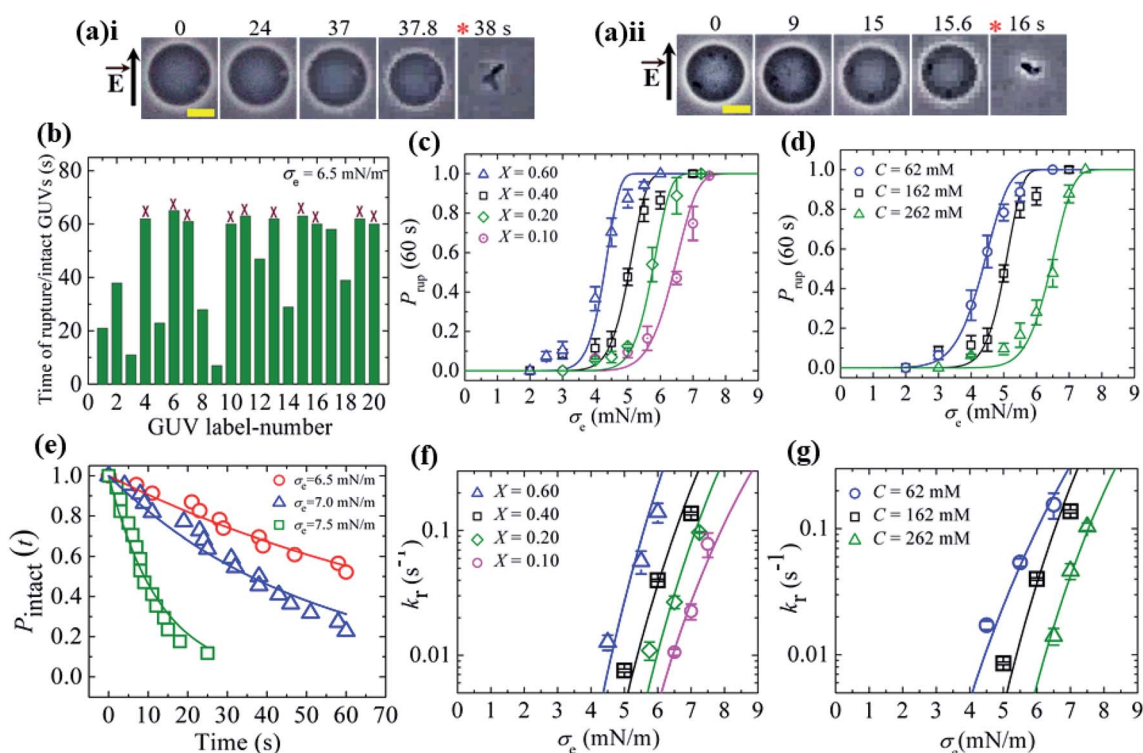 (a)i 0 24 37 37.8 * 38 s
E
(a)ii 0 9 15 15.6 * 16 s
E
(b)
σe = 6.5 mN/m
Time of rupture/intact GUVs (s)
80
60
40
20
0
X X X X X X X X X X
0 2 4 6 8 10 12 14 16 18 20
GUV label-number
(c)
X = 0.60
X = 0.40
X = 0.20
X = 0.10
Prup (60 s)
1.0
0.8
0.6
0.4
0.2
0.0
0 1 2 3 4 5 6 7 8 9
σe (mN/m)
(d)
C = 62 mM
C = 162 mM
C = 262 mM
Prup (60 s)
1.0
0.8
0.6
0.4
0.2
0.0
0 1 2 3 4 5 6 7 8 9
σe (mN/m)
(e)
σe=6.5 mN/m
σe=7.0 mN/m
σe=7.5 mN/m
Pintact (t)
1.0
0.8
0.6
0.4
0.2
0.0
0 10 20 30 40 50 60 70
Time (s)
(f)
X = 0.60
X = 0.40
X = 0.20
X = 0.10
kr (s⁻¹)
0.1
0.01
0 1 2 3 4 5 6 7 8 9
σe (mN/m)
(g)
C = 62 mM
C = 162 mM
C = 262 mM
kr (s⁻¹)
0.1
0.01
0 1 2 3 4 5 6 7 8 9
σe (mN/m)